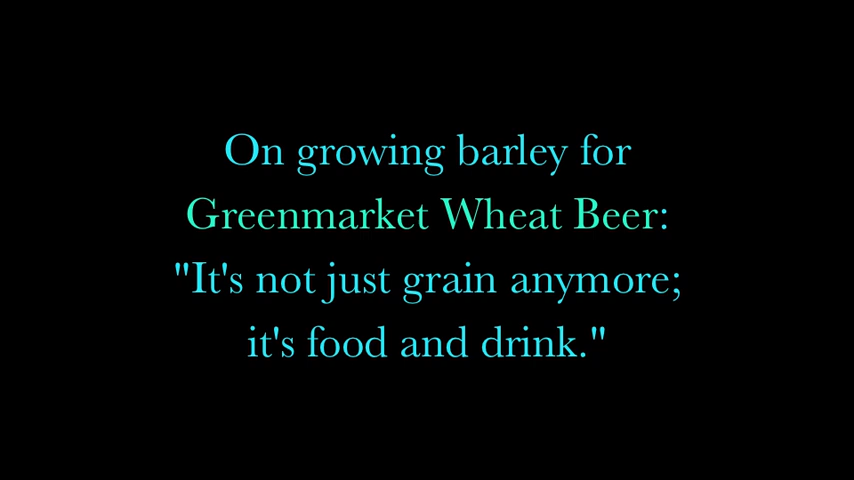 On growing barley for
Greenmarket Wheat Beer:
"It's not just grain anymore;
it's food and drink."